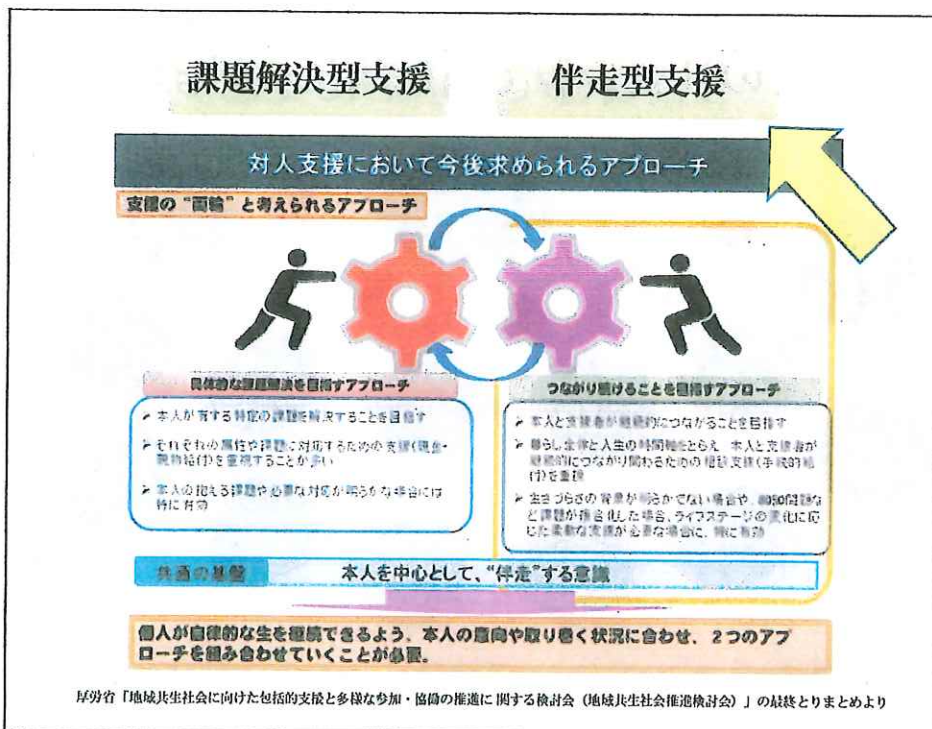 課題解決型支援
伴走型支援
対人支援において今後求められるアプローチ
支援の“両輪”と考えられるアプローチ
具体的な課題解決を目指すアプローチ
➢ 本人が有する特定の課題を解決することを目指す
➢ それぞれの属性や課題に対応するための支援(現金・
現物給付)を重視することが多い
➢ 本人の抱える課題や必要な対応が明らかな場合には
特に有効
つながり続けることを目指すアプローチ
➢ 本人と支援者が継続的につながることを目指す
➢ 暮らし全体と人生の時間軸をとらえ、本人と支援者が
継続的につながり関わるための相談支援(手続的給
付)を重視
➢ 生きづらさの背景が明らかでない場合や、8050問題な
ど課題が複合化した場合、ライフステージの変化に応
じた柔軟な支援が必要な場合に、特に有効
共通の基盤
本人を中心として、“伴走”する意識
個人が自律的な生を継続できるよう、本人の意向や取り巻く状況に合わせ、2つのアプ
ローチを組み合わせていくことが必要。
厚労省「地域共生社会に向けた包括的支援と多様な参加・協働の推進に関する検討会（地域共生社会推進検討会）」の最終とりまとめより